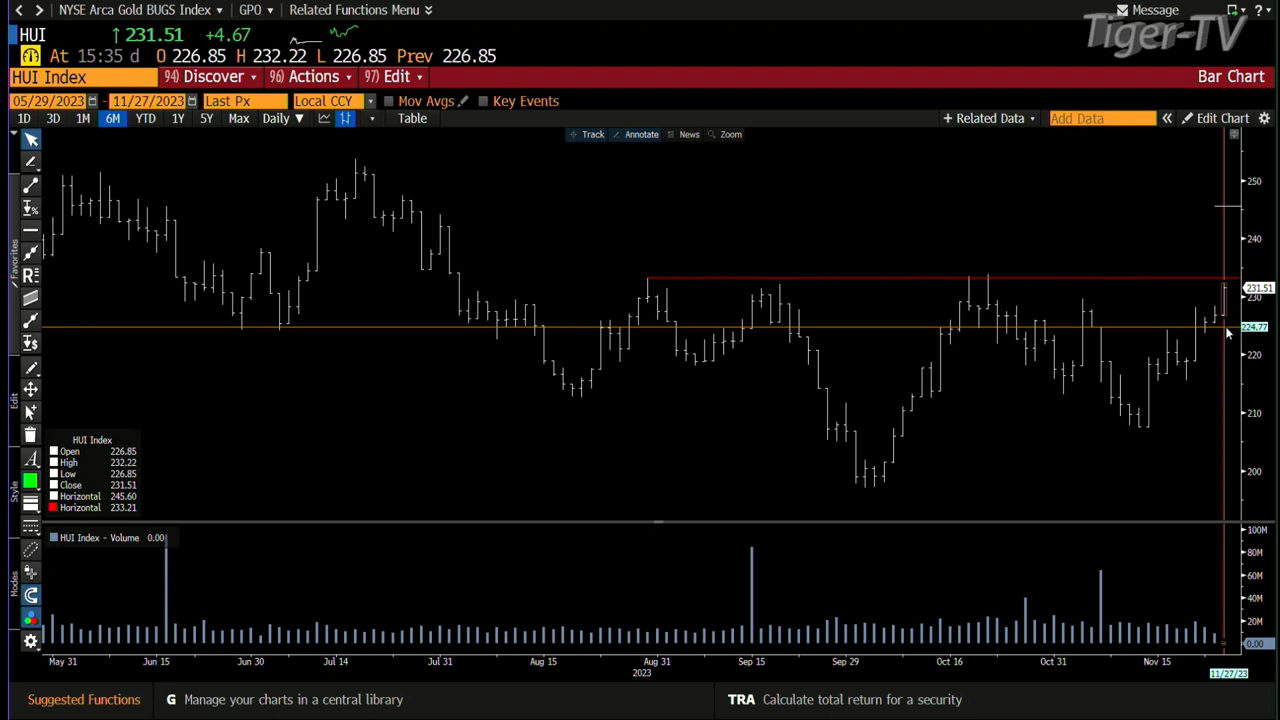 NYSE Arca Gold BUGS Index GPO Related Functions Menu Message
Tiger-TV
HUI 231.51 +4.67
At 15:35 d O 226.85 H 232.22 L 226.85 Prev 226.85
HUI Index 94) Discover 96) Actions 97) Edit Bar Chart
05/29/2023 - 11/27/2023 Last Px Local CCY Mov Avgs Key Events
1D 3D 1M 6M YTD 1Y 5Y Max Daily Table + Related Data Add Data Edit Chart
Track Annotate News Zoom
250
240
231.51
230
224.77
220
210
200
Favorites
Edit
Style
Modes
HUI Index
Open 226.85
High 232.22
Low 226.85
Close 231.51
Horizontal 245.60
Horizontal 233.21
HUI Index - Volume 0.00
100M
80M
60M
40M
20M
0.00
May 31 Jun 15 Jun 30 Jul 14 Jul 31 Aug 15 Aug 31 Sep 15 Sep 29 Oct 16 Oct 31 Nov 15
2023
11/27/23
Suggested Functions G Manage your charts in a central library TRA Calculate total return for a security